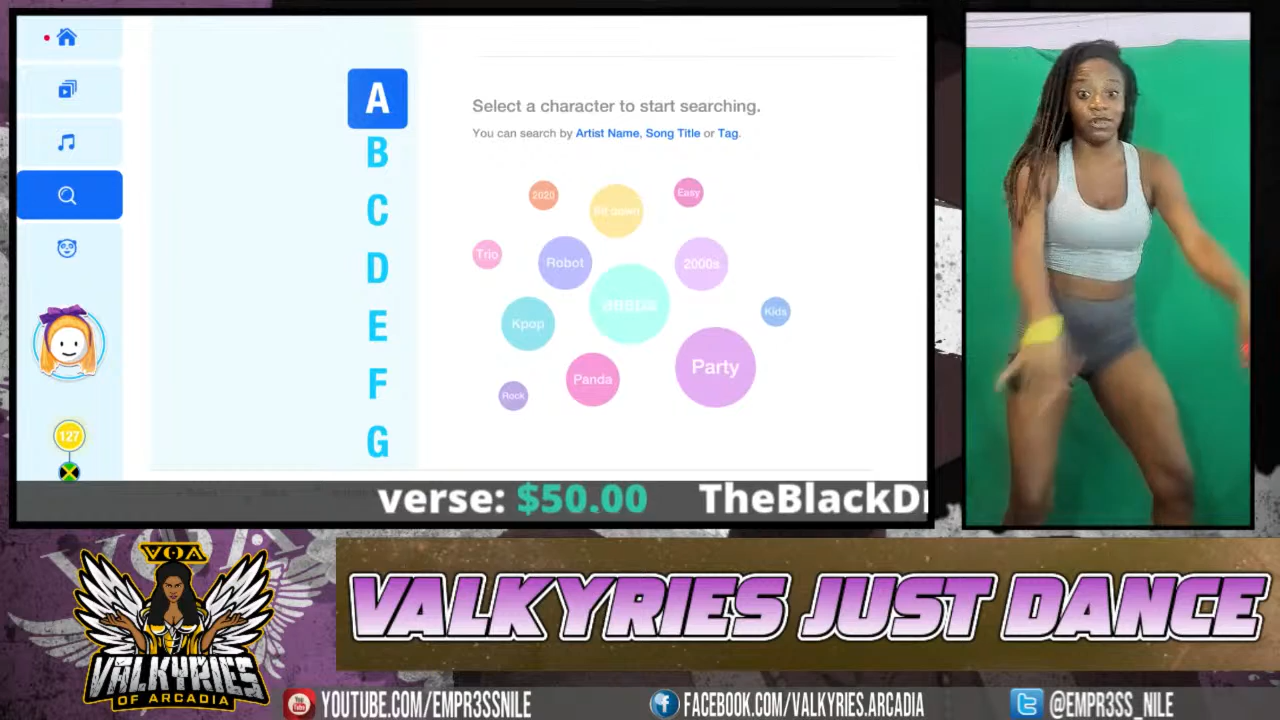 A
B
C
D
E
F
G
Select a character to start searching.
You can search by Artist Name, Song Title or Tag.
2020
Easy
Trio
Robot
2000s
Kpop
Kids
Panda
Party
Rock
127
verse: $50.00 TheBlackDr
VOA
VALKYRIES
OF ARCADIA
VALKYRIES JUST DANCE
YOUTUBE.COM/EMPR3SSNILE
FACEBOOK.COM/VALKYRIES.ARCADIA
@EMPR3SS_NILE